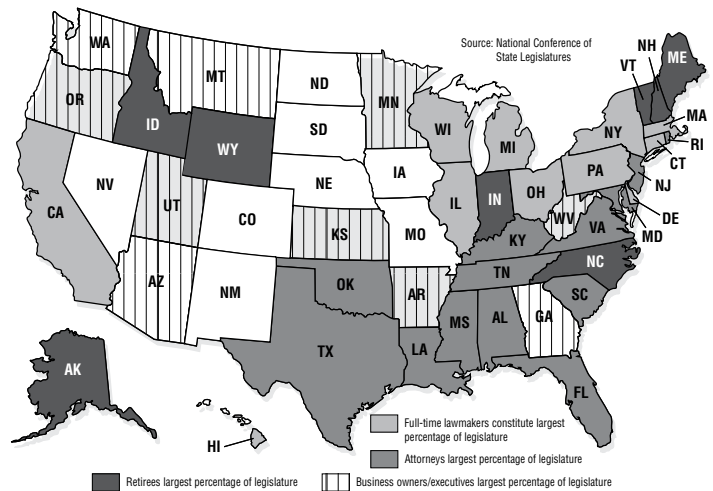 Source: National Conference of
State Legislatures
WA
MT
ND
MN
OR
ID
WY
SD
WI
MI
NY
VT
NH
ME
MA
RI
CT
NJ
DE
MD
PA
NV
UT
CO
NE
IA
IL
IN
OH
WV
VA
CA
KS
MO
KY
NC
TN
AZ
NM
OK
AR
SC
MS
AL
GA
TX
LA
FL
AK
HI
Full-time lawmakers constitute largest
percentage of legislature
Attorneys largest percentage of legislature
Retirees largest percentage of legislature
Business owners/executives largest percentage of legislature